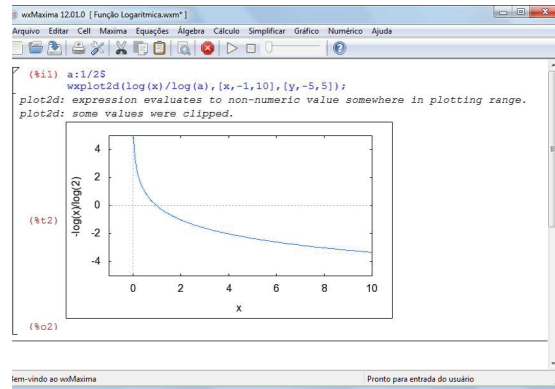 wxMaxima 12.01.0 [ Função Logaritmica.wxm* ]
Arquivo Editar Cell Maxima Equações Álgebra Cálculo Simplificar Gráfico Numérico Ajuda
(%i1) a:1/2$
wxplot2d(log(x)/log(a),[x,-1,10],[y,-5,5]);
plot2d: expression evaluates to non-numeric value somewhere in plotting range.
plot2d: some values were clipped.
(%t2)
-log(x)/log(2)
4
2
0
-2
-4
0 2 4 6 8 10
x
(%o2)
em-vindo ao wxMaxima Pronto para entrada do usuário